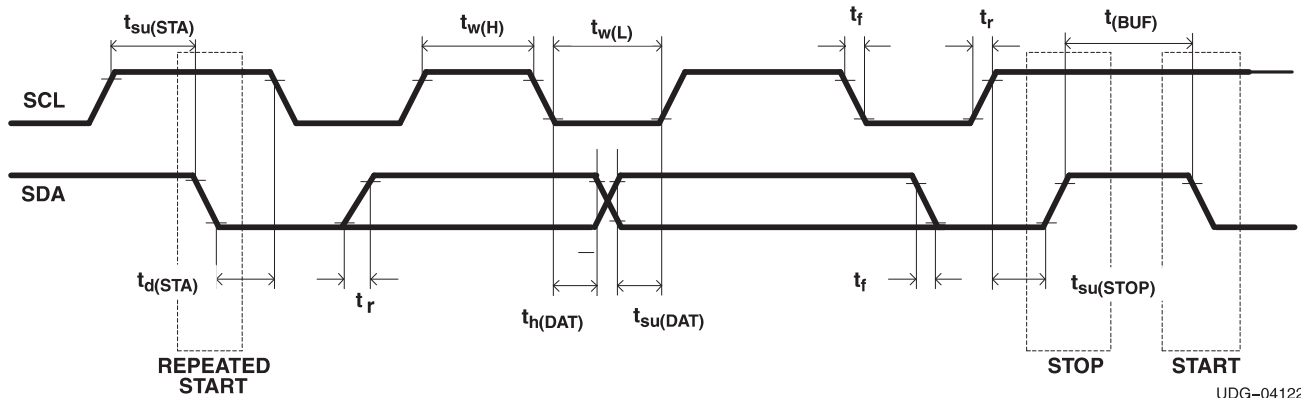 tsu(STA)
tw(H)
tw(L)
tf
tr
t(BUF)
SCL
SDA
td(STA)
tr
th(DAT)
tsu(DAT)
tf
tsu(STOP)
REPEATED
START
STOP
START
UDG–04122